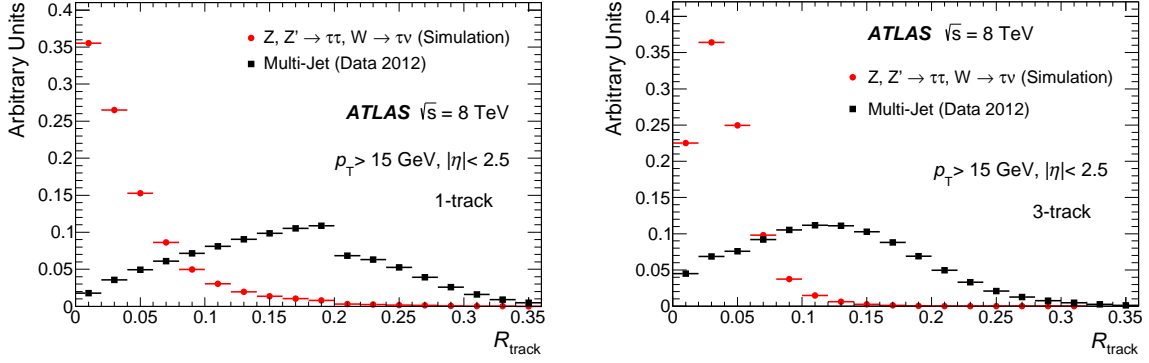 Arbitrary Units
0.4
0.35
0.3
0.25
0.2
0.15
0.1
0.05
0
Z, Z' → ττ, W → τν (Simulation)
Multi-Jet (Data 2012)
ATLAS √s = 8 TeV
pT> 15 GeV, |η|< 2.5
1-track
0 0.05 0.1 0.15 0.2 0.25 0.3 0.35
Rtrack
Arbitrary Units
0.4
0.35
0.3
0.25
0.2
0.15
0.1
0.05
0
ATLAS √s = 8 TeV
Z, Z' → ττ, W → τν (Simulation)
Multi-Jet (Data 2012)
pT> 15 GeV, |η|< 2.5
3-track
0 0.05 0.1 0.15 0.2 0.25 0.3 0.35
Rtrack